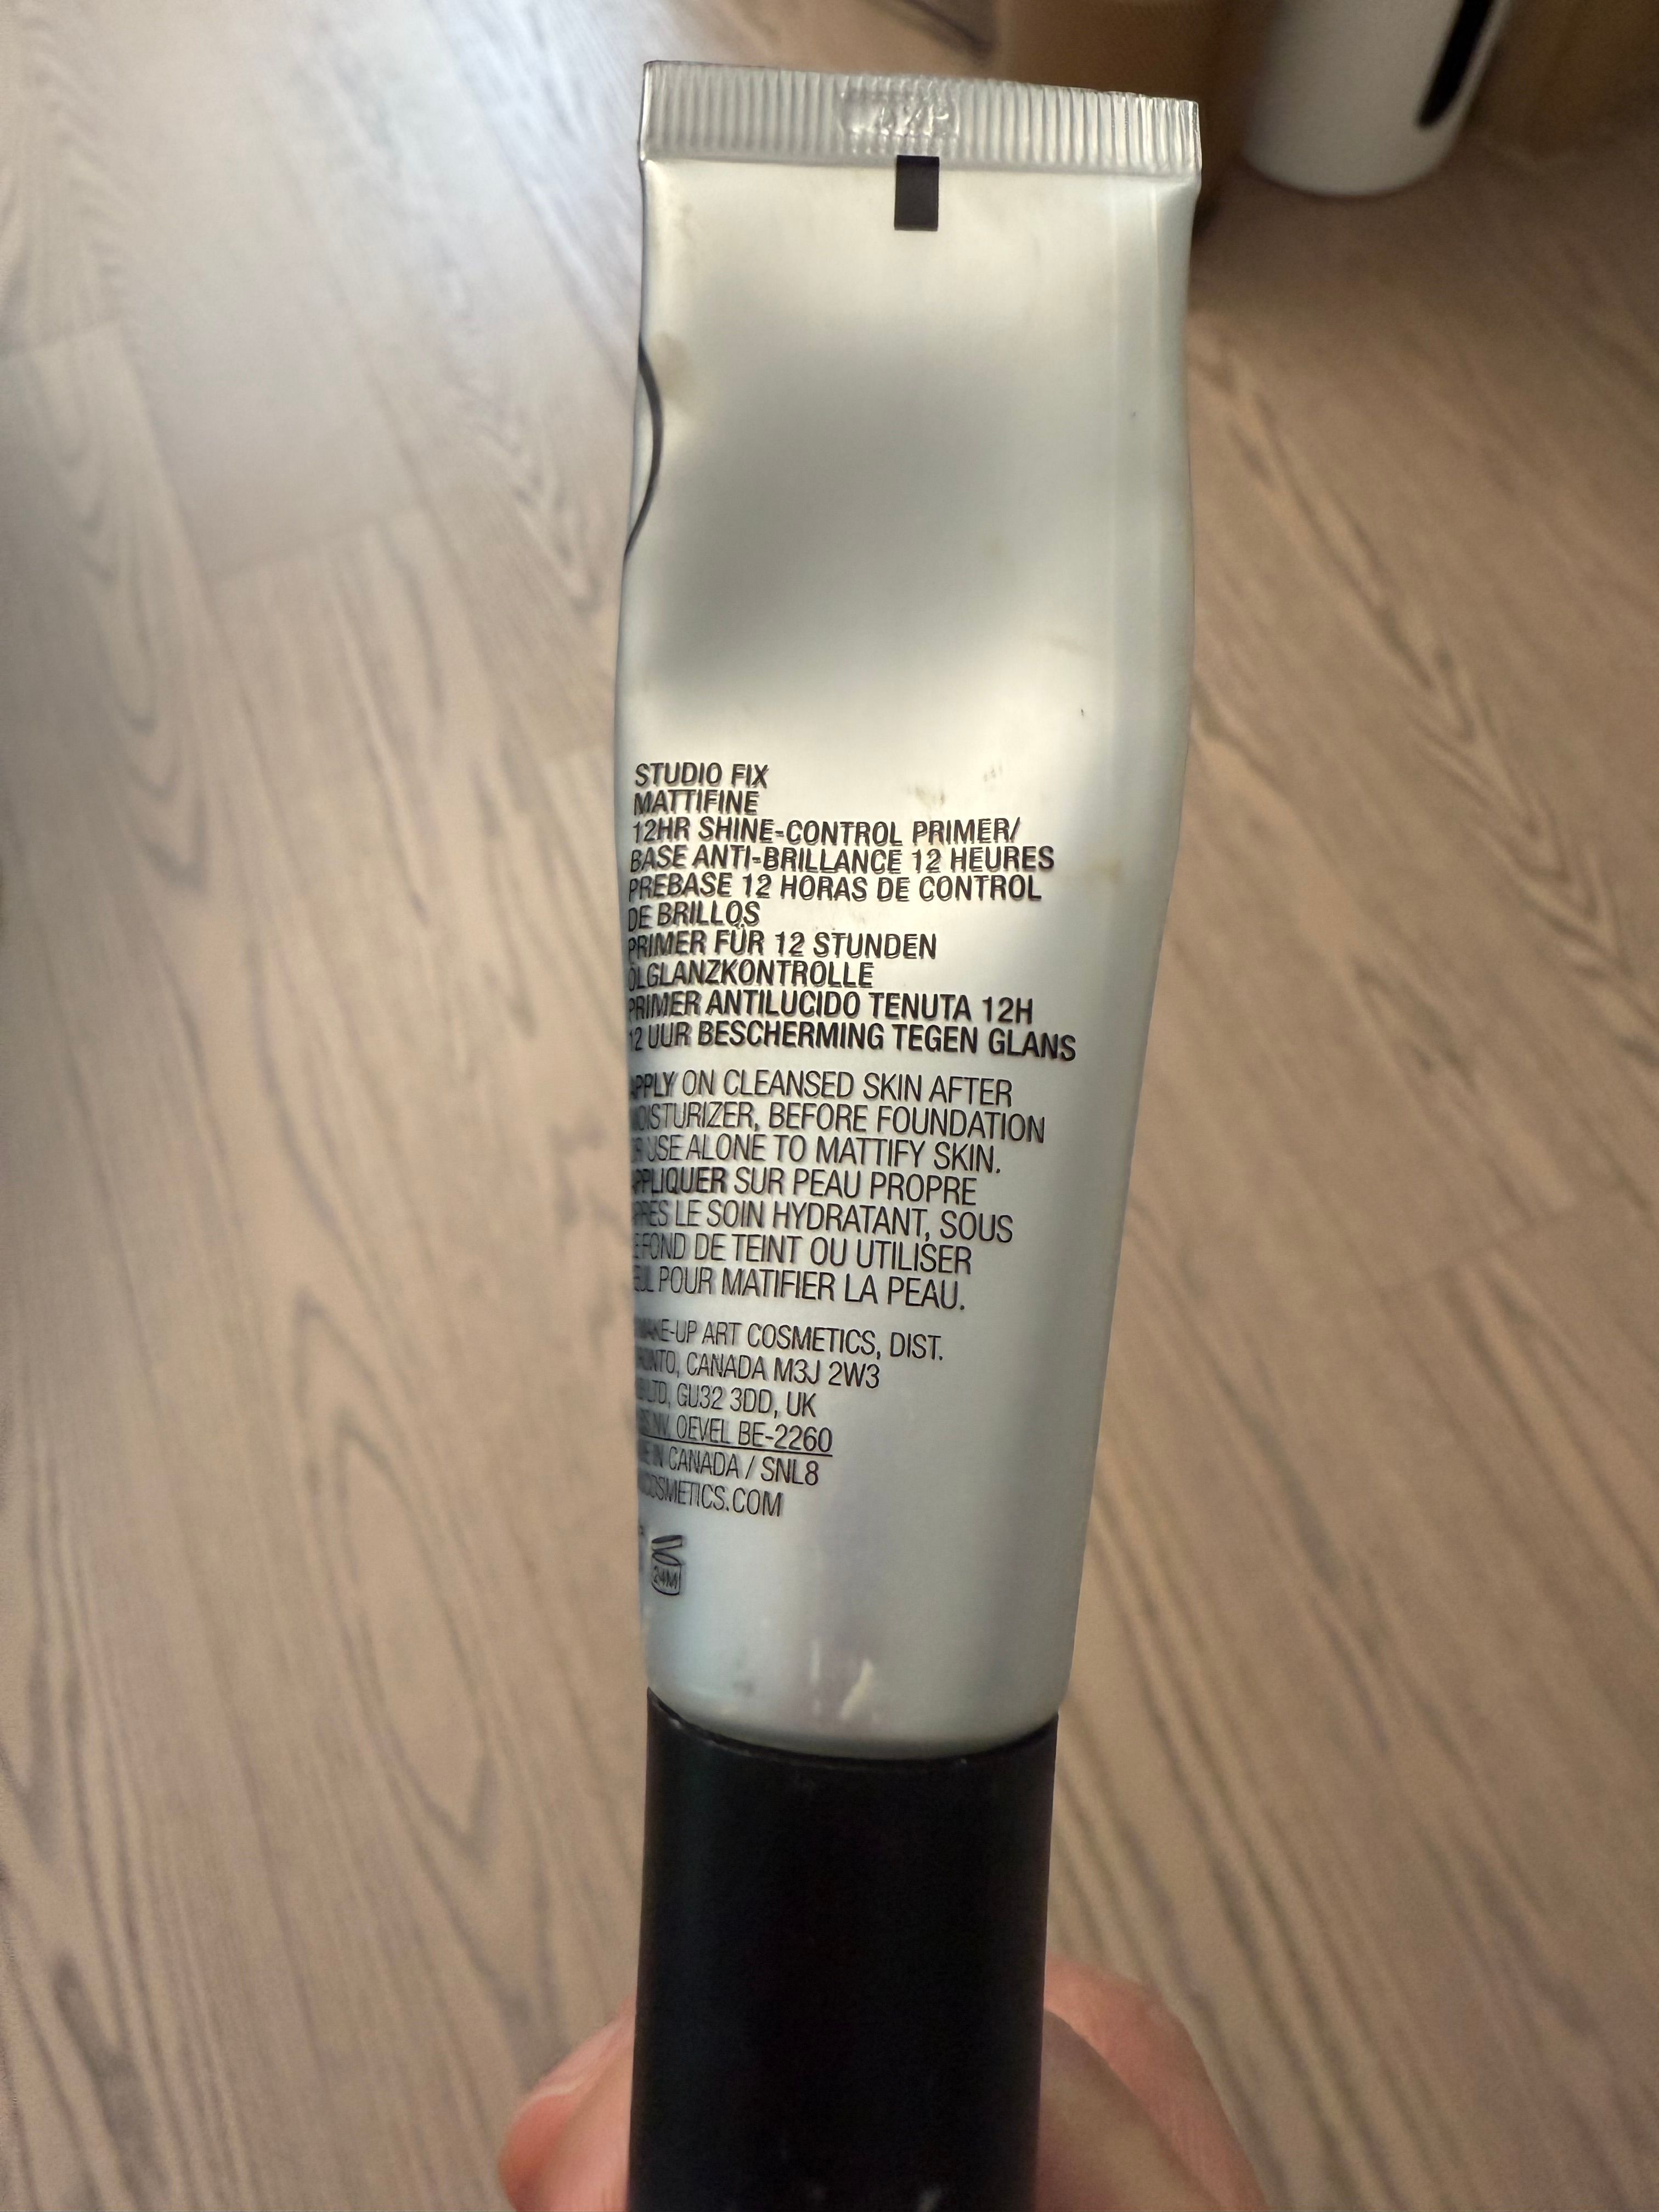 STUDIO FIX
MATTIFINE
12HR SHINE-CONTROL PRIMER/
BASE ANTI-BRILLANCE 12 HEURES
PREBASE 12 HORAS DE CONTROL
DE BRILLOS
PRIMER FÜR 12 STUNDEN
ÖLGLANZKONTROLLE
PRIMER ANTILUCIDO TENUTA 12H
12 UUR BESCHERMING TEGEN GLANS
APPLY ON CLEANSED SKIN AFTER
MOISTURIZER, BEFORE FOUNDATION
OR USE ALONE TO MATTIFY SKIN.
APPLIQUER SUR PEAU PROPRE
APRÈS LE SOIN HYDRATANT, SOUS
LE FOND DE TEINT OU UTILISER
SEUL POUR MATIFIER LA PEAU.
MAKE-UP ART COSMETICS, DIST.
TORONTO, CANADA M3J 2W3
LTD, GU32 3DD, UK
NV, OEVEL BE-2260
IN CANADA / SNL8
COSMETICS.COM
24M